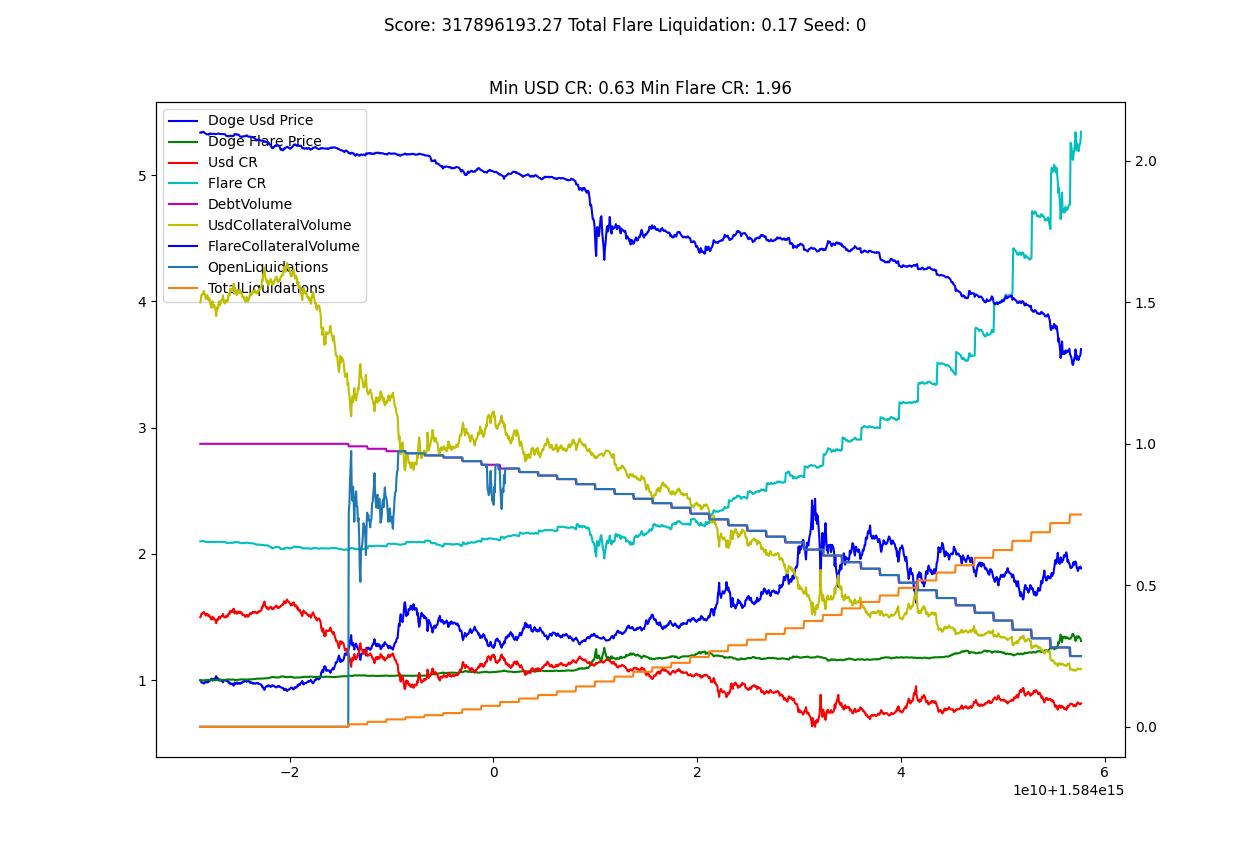 Score: 317896193.27 Total Flare Liquidation: 0.17 Seed: 0
Min USD CR: 0.63 Min Flare CR: 1.96
Doge Usd Price
Doge Flare Price
Usd CR
Flare CR
DebtVolume
UsdCollateralVolume
FlareCollateralVolume
OpenLiquidations
TotalLiquidations
5
4
3
2
1
2.0
1.5
1.0
0.5
0.0
−2
0
2
4
6
1e10+1.584e15